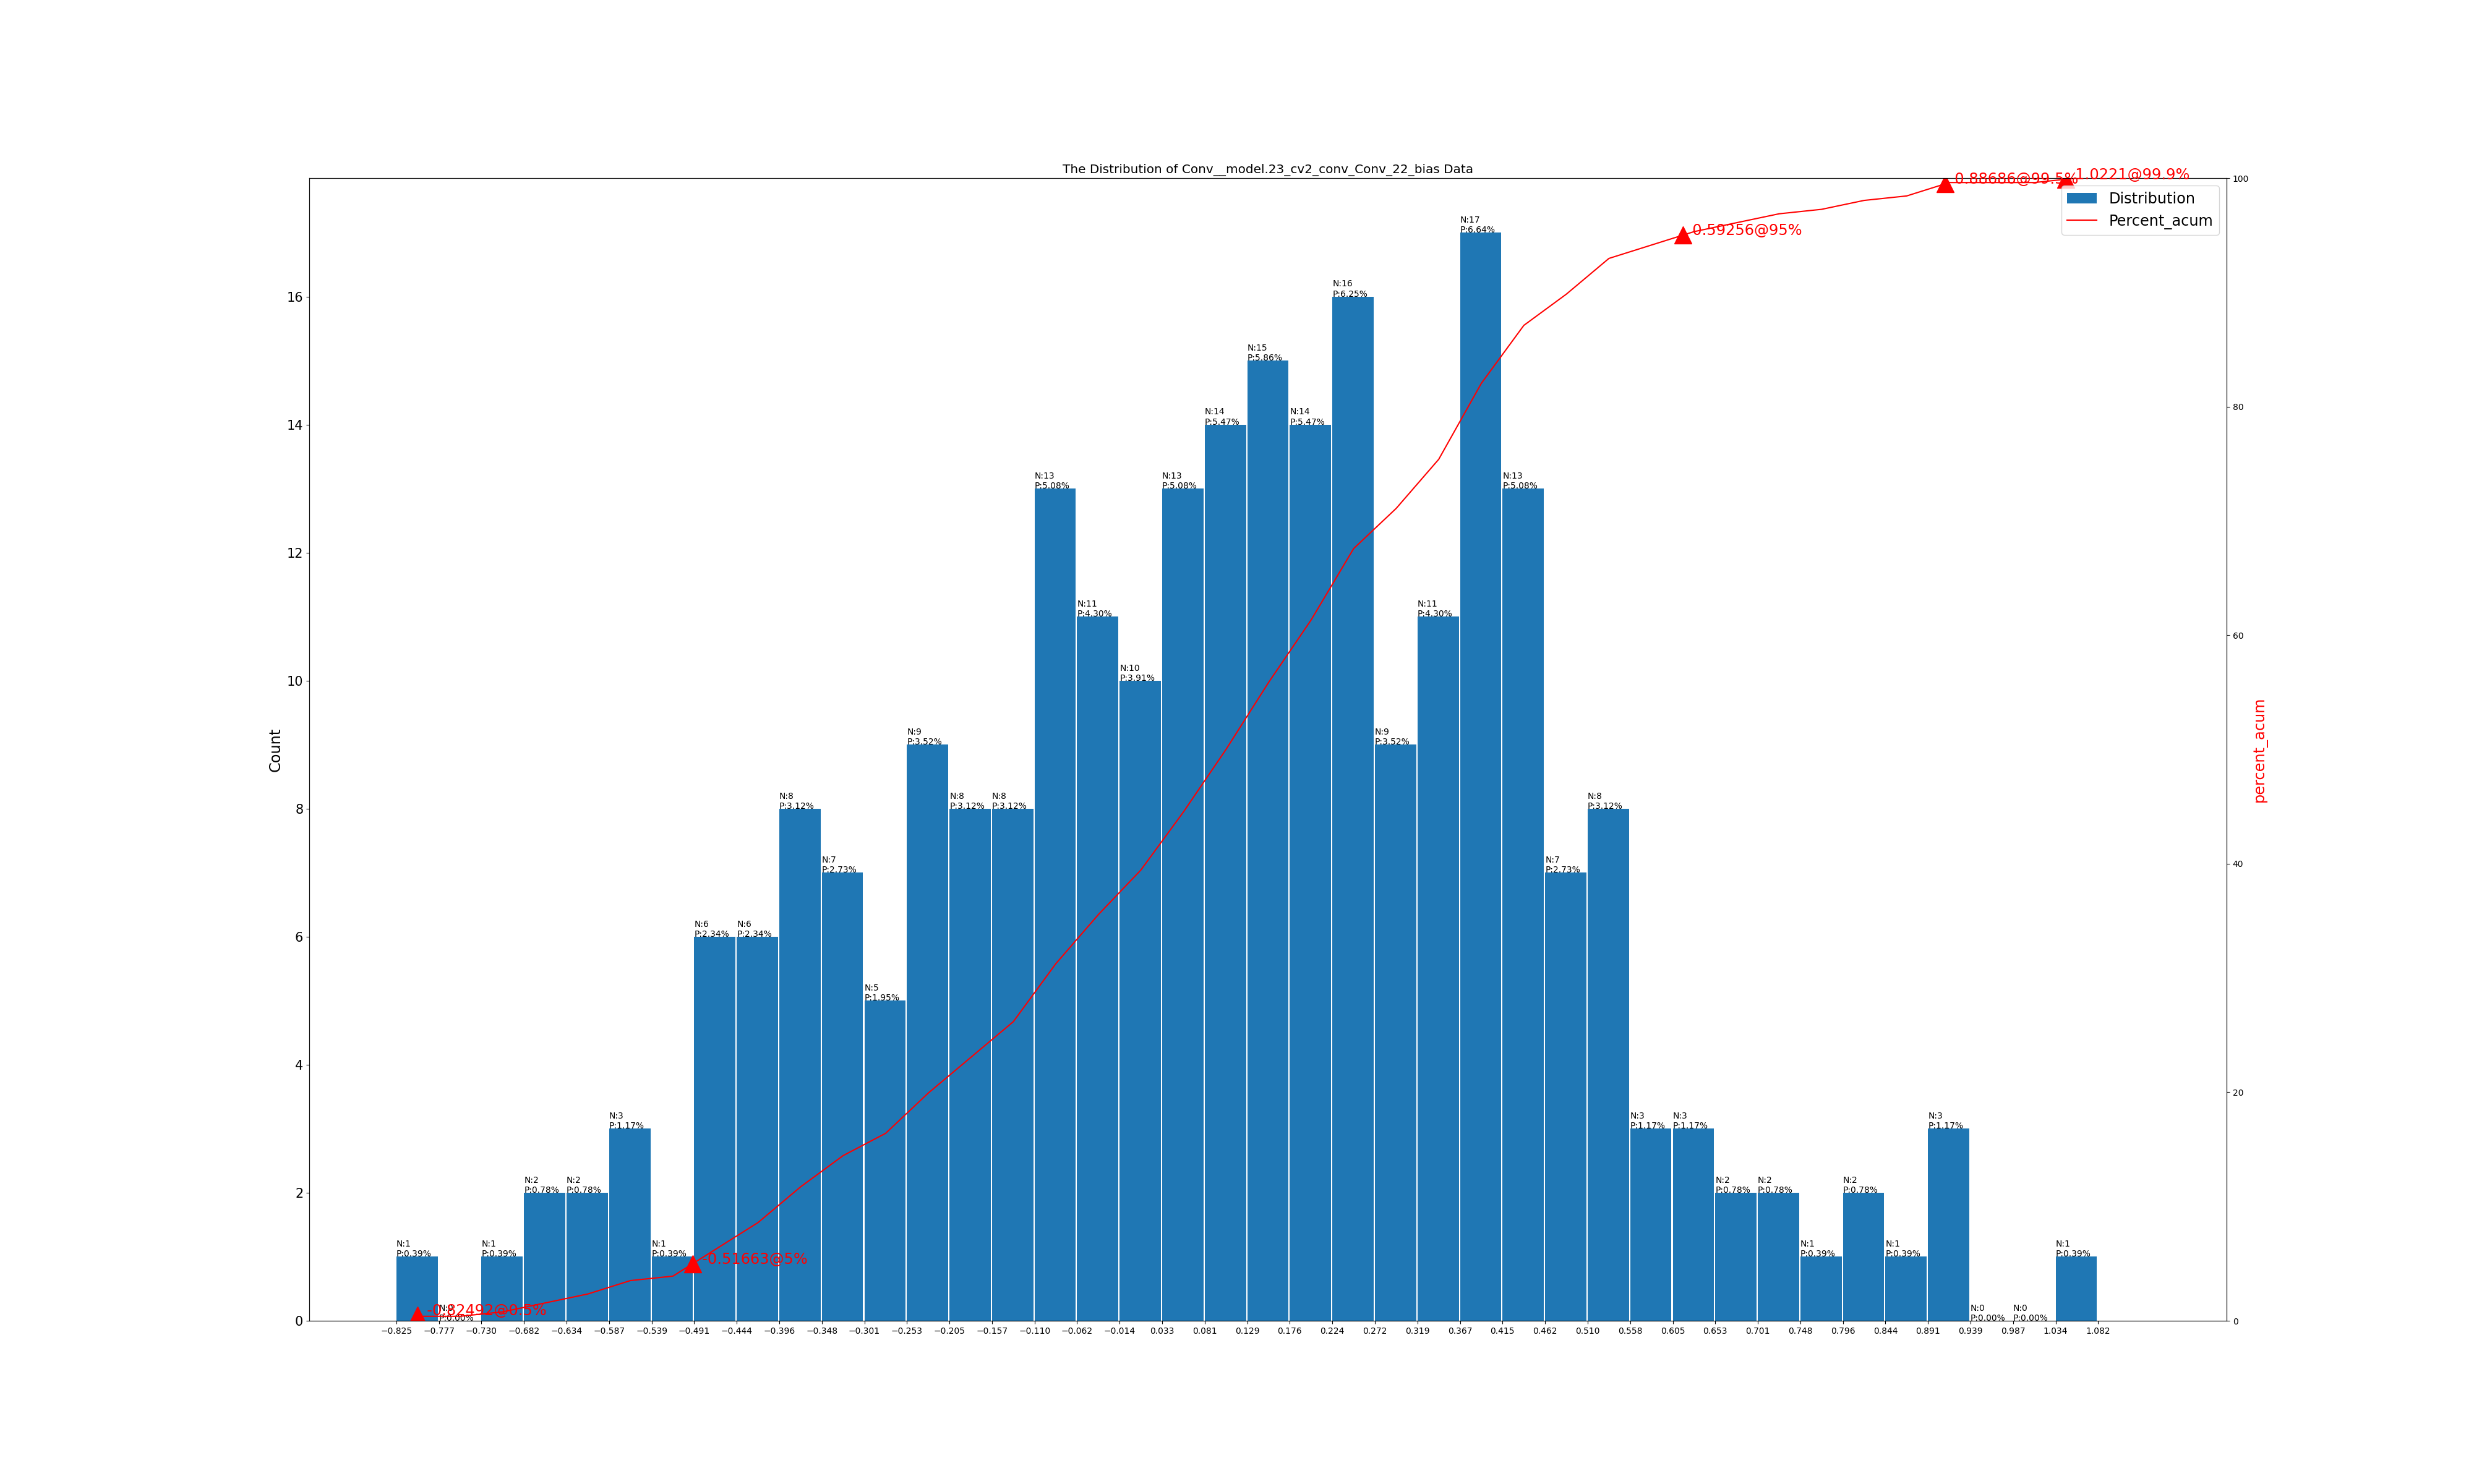 The Distribution of Conv__model.23_cv2_conv_Conv_22_bias Data
0.88686@99.5%
1.0221@99.9%
0.59256@95%
-0.51663@5%
-0.82492@0.5%
Distribution
Percent_acum
Count
16
14
12
10
8
6
4
2
0
percent_acum
100
80
60
40
20
0
N:1
P:0.39%
N:0
P:0.00%
N:1
P:0.39%
N:2
P:0.78%
N:2
P:0.78%
N:3
P:1.17%
N:1
P:0.39%
N:6
P:2.34%
N:6
P:2.34%
N:8
P:3.12%
N:7
P:2.73%
N:5
P:1.95%
N:9
P:3.52%
N:8
P:3.12%
N:8
P:3.12%
N:13
P:5.08%
N:11
P:4.30%
N:10
P:3.91%
N:13
P:5.08%
N:14
P:5.47%
N:15
P:5.86%
N:14
P:5.47%
N:16
P:6.25%
N:9
P:3.52%
N:11
P:4.30%
N:17
P:6.64%
N:13
P:5.08%
N:7
P:2.73%
N:8
P:3.12%
N:3
P:1.17%
N:3
P:1.17%
N:2
P:0.78%
N:2
P:0.78%
N:1
P:0.39%
N:2
P:0.78%
N:1
P:0.39%
N:3
P:1.17%
N:0
P:0.00%
N:0
P:0.00%
N:1
P:0.39%
−0.825 −0.777 −0.730 −0.682 −0.634 −0.587 −0.539 −0.491 −0.444 −0.396 −0.348 −0.301 −0.253 −0.205 −0.157 −0.110 −0.062 −0.014 0.033 0.081 0.129 0.176 0.224 0.272 0.319 0.367 0.415 0.462 0.510 0.558 0.605 0.653 0.701 0.748 0.796 0.844 0.891 0.939 0.987 1.034 1.082